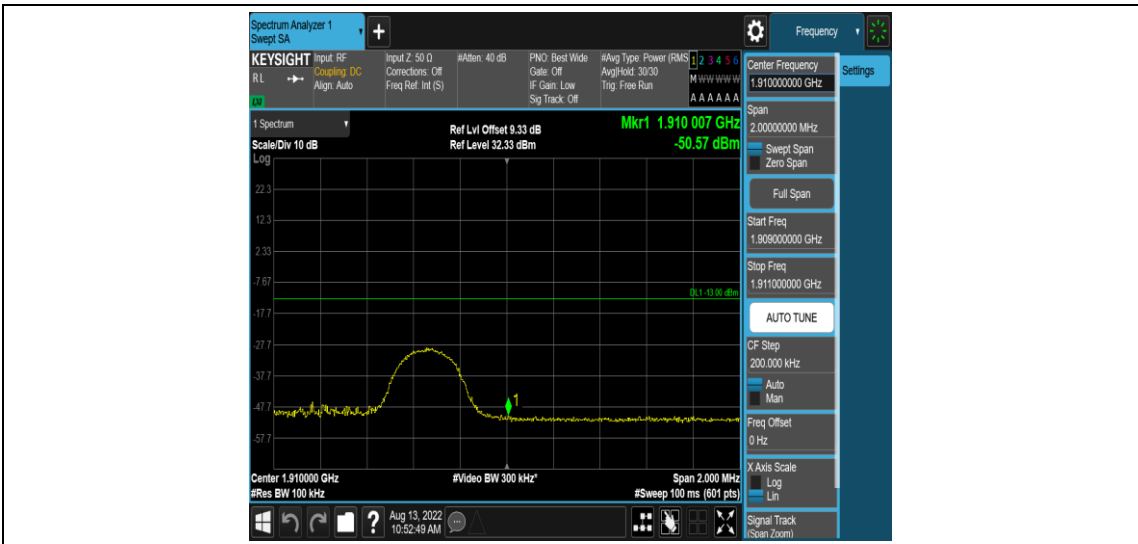 Spectrum Analyzer 1
Swept SA
+
Frequency
KEYSIGHT
RL
LNI
Input: RF
Coupling: DC
Align: Auto
Input Z: 50 Ω
Corrections: Off
Freq Ref: Int (S)
#Atten: 40 dB
PNO: Best Wide
Gate: Off
IF Gain: Low
Sig Track: Off
#Avg Type: Power (RMS
Avg|Hold: 30/30
Trig: Free Run
1 2 3 4 5 6
M W W W W W
A A A A A A
1 Spectrum
Scale/Div 10 dB
Log
Ref Lvl Offset 9.33 dB
Ref Level 32.33 dBm
Mkr1 1.910 007 GHz
-50.57 dBm
22.3
12.3
2.33
-7.67
DL1 -13.00 dBm
-17.7
-27.7
-37.7
-47.7
1
-57.7
Center 1.910000 GHz
#Res BW 100 kHz
#Video BW 300 kHz*
Span 2.000 MHz
#Sweep 100 ms (601 pts)
Center Frequency
1.910000000 GHz
Settings
Span
2.00000000 MHz
Swept Span
Zero Span
Full Span
Start Freq
1.909000000 GHz
Stop Freq
1.911000000 GHz
AUTO TUNE
CF Step
200.000 kHz
Auto
Man
Freq Offset
0 Hz
X Axis Scale
Log
Lin
Signal Track
(Span Zoom)
?
Aug 13, 2022
10:52:49 AM